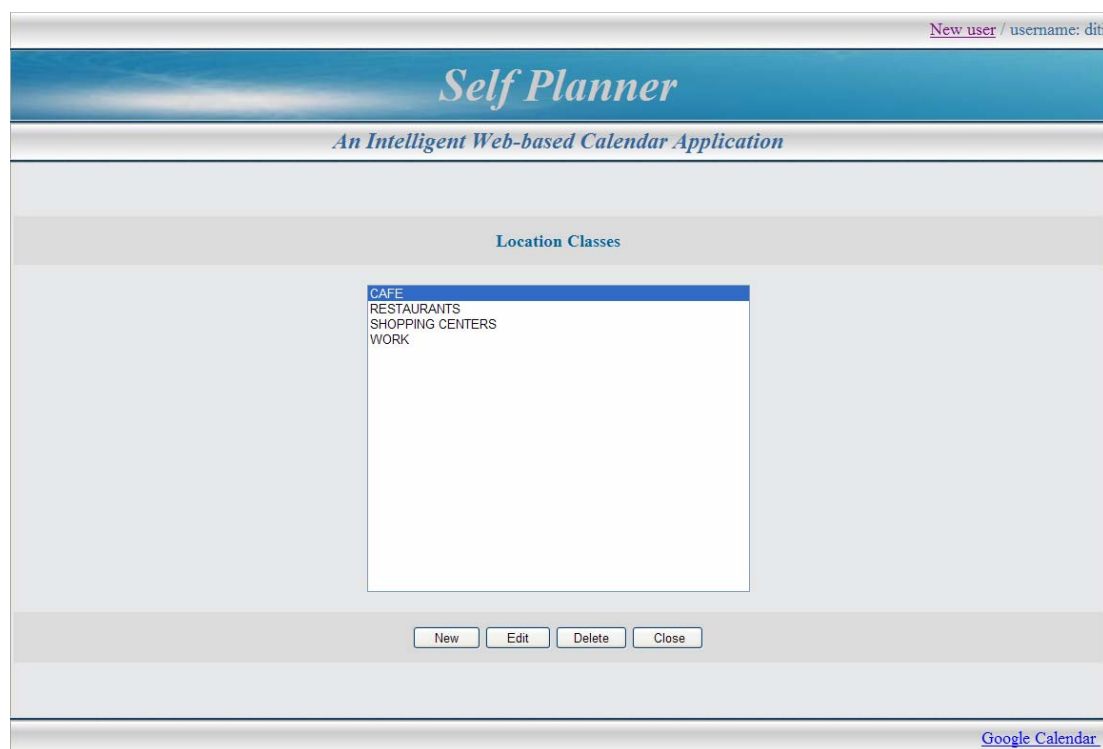 New user / username: dit
Self Planner
An Intelligent Web-based Calendar Application
Location Classes
CAFE
RESTAURANTS
SHOPPING CENTERS
WORK
New Edit Delete Close
Google Calendar